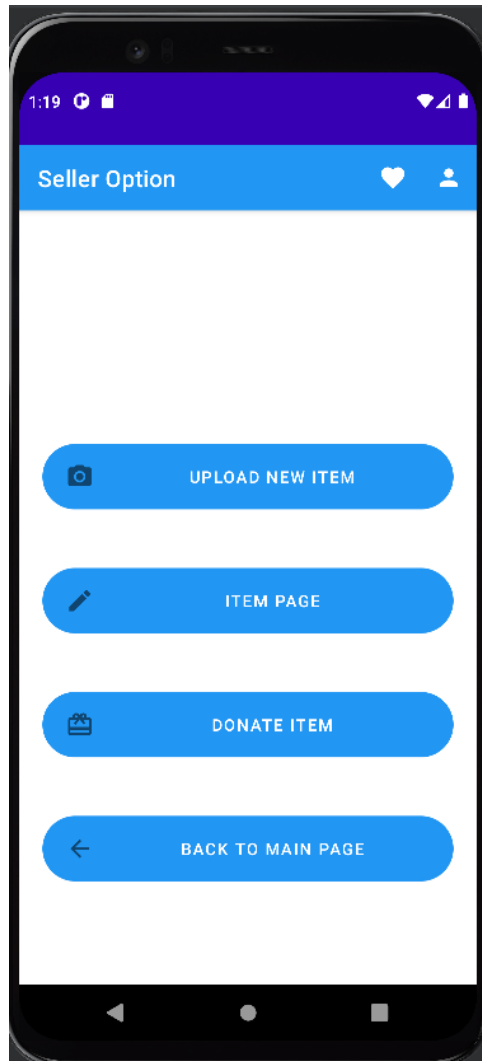 1:19
Seller Option
UPLOAD NEW ITEM
ITEM PAGE
DONATE ITEM
BACK TO MAIN PAGE